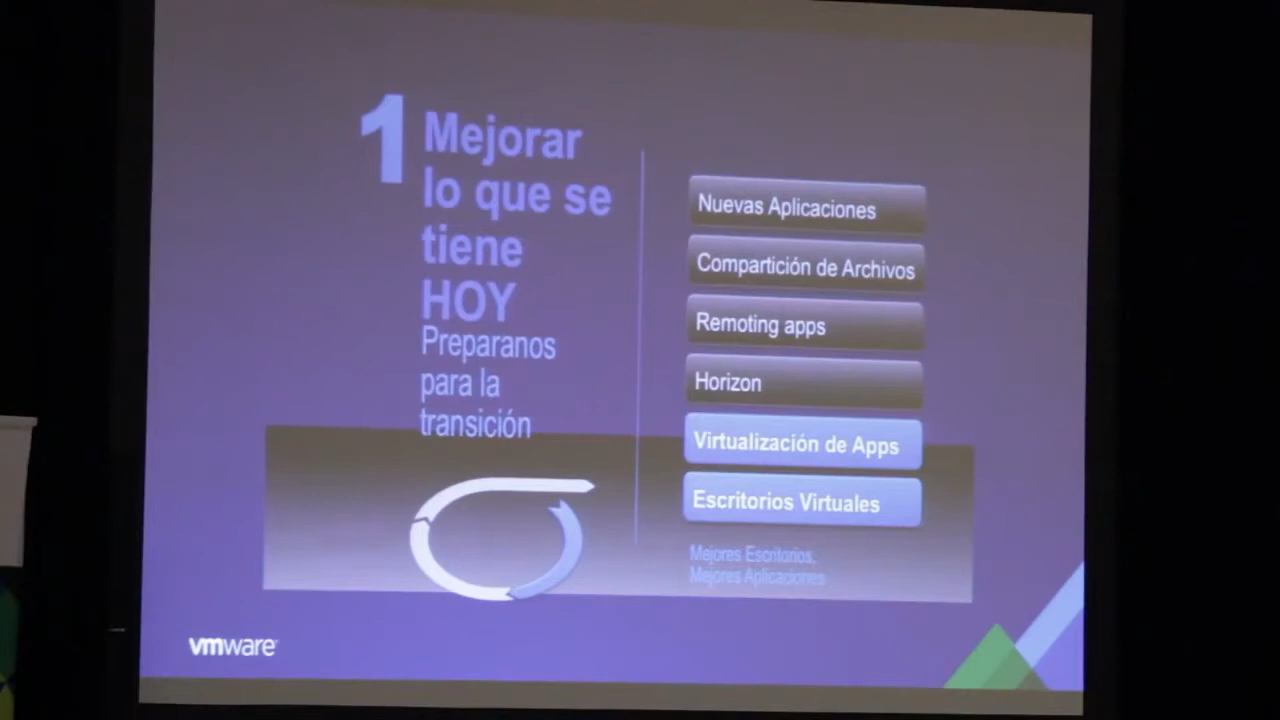 1
Mejorar
lo que se
tiene
HOY
Preparanos
para la
transición
Nuevas Aplicaciones
Compartición de Archivos
Remoting apps
Horizon
Virtualización de Apps
Escritorios Virtuales
Mejores Escritorios,
Mejores Aplicaciones
vmware